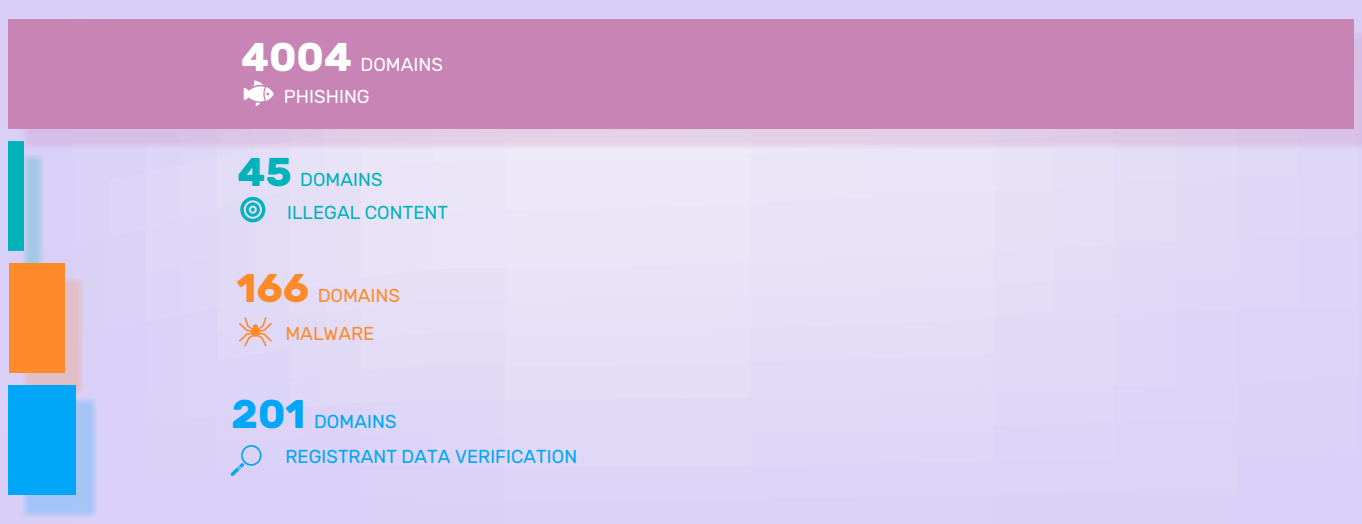 4004 DOMAINS
PHISHING
45 DOMAINS
ILLEGAL CONTENT
166 DOMAINS
MALWARE
201 DOMAINS
REGISTRANT DATA VERIFICATION